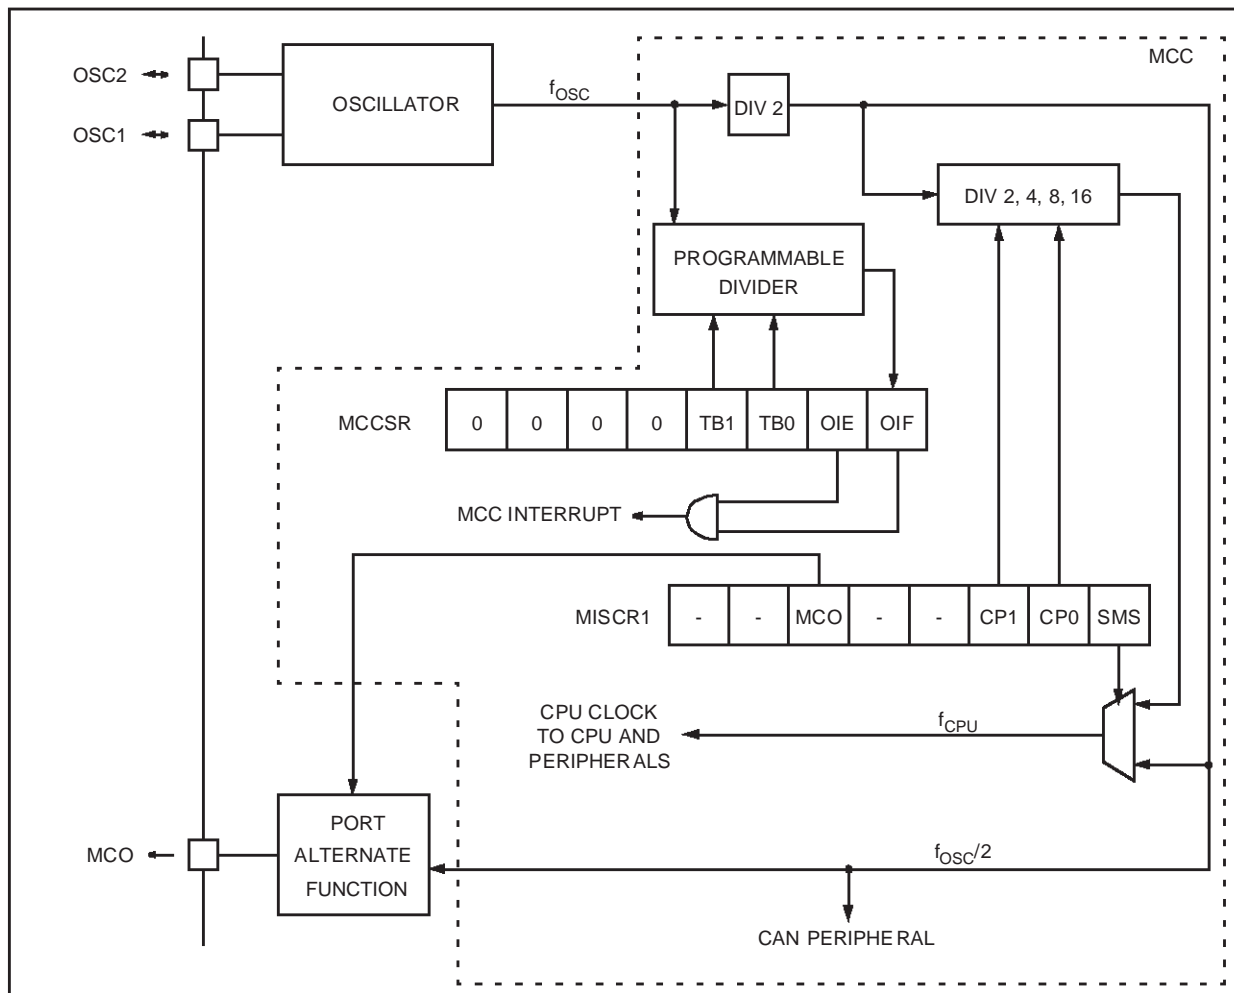 MCC
OSC2
OSC1
OSCILLATOR
fOSC
DIV 2
DIV 2, 4, 8, 16
PROGRAMMABLE
DIVIDER
MCCSR
0
0
0
0
TB1
TB0
OIE
OIF
MCC INTERRUPT
MISCR1
-
-
MCO
-
-
CP1
CP0
SMS
CPU CLOCK
TO CPU AND
PERIPHERALS
fCPU
MCO
PORT
ALTERNATE
FUNCTION
fOSC/2
CAN PERIPHERAL